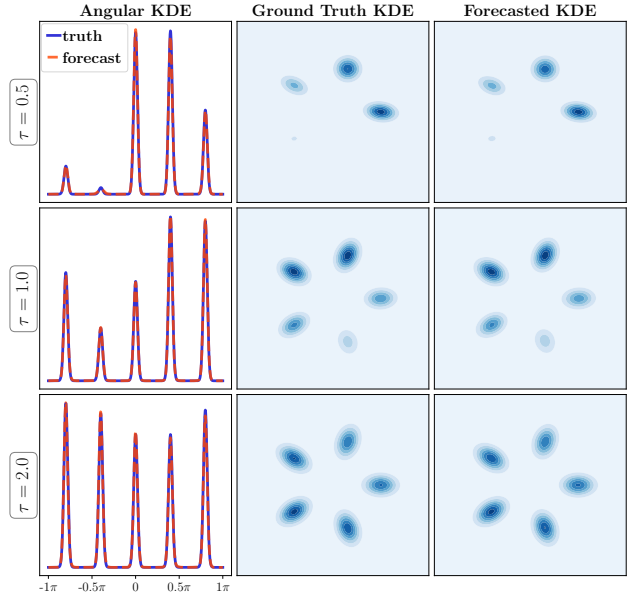 Angular KDE Ground Truth KDE Forecasted KDE
truth
forecast
τ = 0.5
τ = 1.0
τ = 2.0
-1π -0.5π 0 0.5π 1π